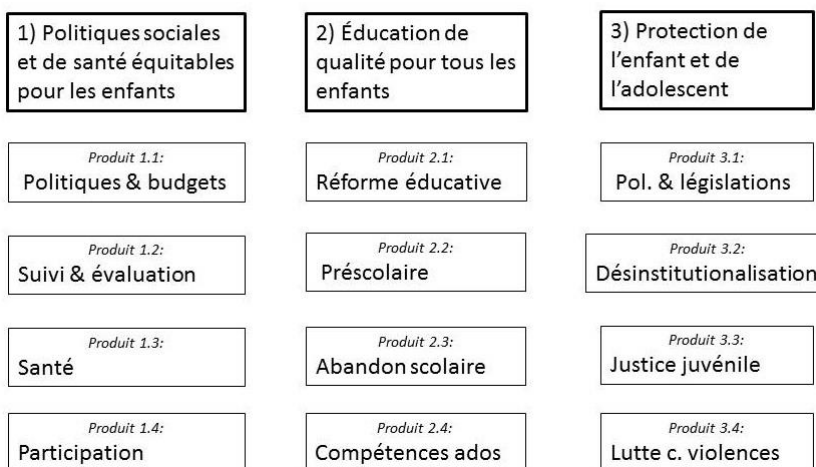 1) Politiques sociales
et de santé équitables
pour les enfants
Produit 1.1:
Politiques & budgets
Produit 1.2:
Suivi & évaluation
Produit 1.3:
Santé
Produit 1.4:
Participation
2) Éducation de
qualité pour tous les
enfants
Produit 2.1:
Réforme éducative
Produit 2.2:
Préscolaire
Produit 2.3:
Abandon scolaire
Produit 2.4:
Compétences ados
3) Protection de
l’enfant et de
l’adolescent
Produit 3.1:
Pol. & législations
Produit 3.2:
Désinstitutionalisation
Produit 3.3:
Justice juvénile
Produit 3.4:
Lutte c. violences